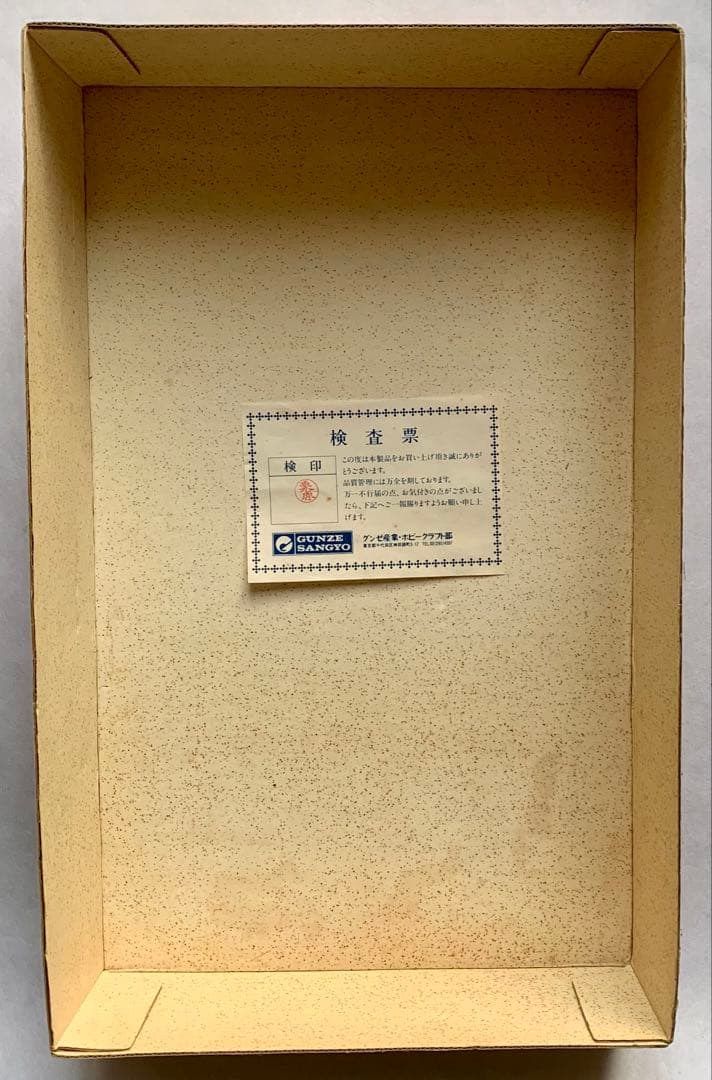 検査票
検印
この度は本製品をお買い上げ頂き誠にありが
とうございます。
品質管理には万全を期しております。
万一不行届の点、お気付きの点がございまし
たら、下記へご一報賜りますようお願い申し上
げます。
GUNZE
SANGYO
グンゼ産業・ホビークラフト部